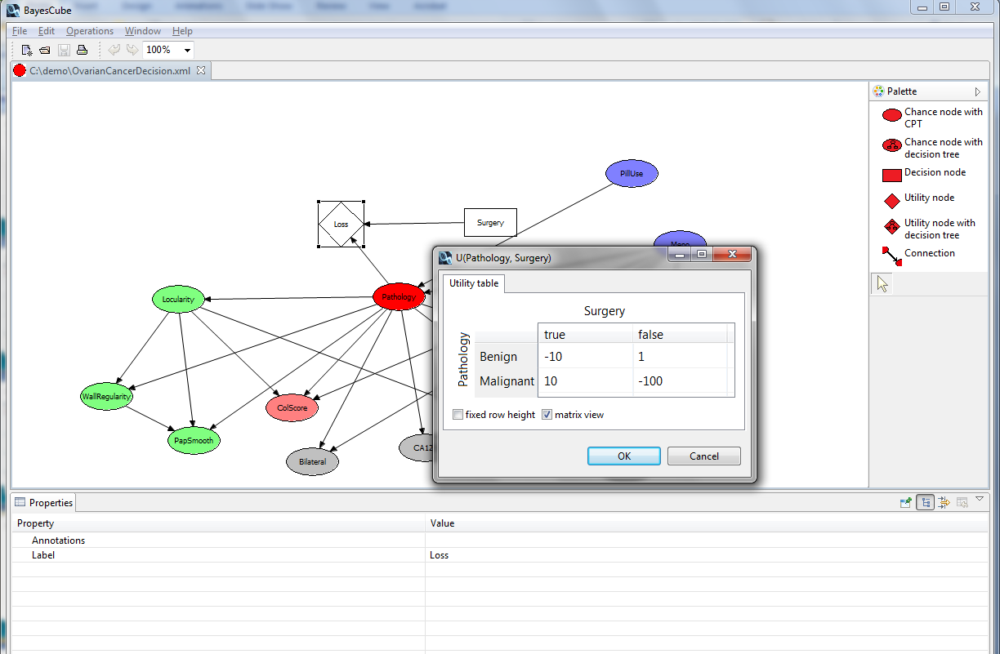 BayesCube
File Edit Operations Window Help
100%
C:\demo\OvarianCancerDecision.xml
Palette
Chance node with
CPT
Chance node with
decision tree
Decision node
Utility node
Utility node with
decision tree
Connection
PillUse
Loss
Surgery
Meno
Pathology
Locularity
WallRegularity
ColScore
PapSmooth
Bilateral
CA12
U(Pathology, Surgery)
Utility table
Surgery
Pathology
true false
Benign -10 1
Malignant 10 -100
fixed row height matrix view
OK Cancel
Properties
Property Value
Annotations
Label Loss